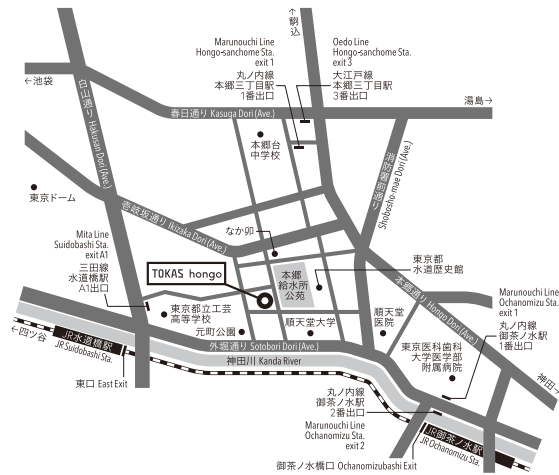 ↑駒込
Marunouchi Line
Hongo-sanchome Sta.
exit 1
丸ノ内線
本郷三丁目駅
1番出口
Oedo Line
Hongo-sanchome Sta.
exit 3
大江戸線
本郷三丁目駅
3番出口
←池袋
白山通り Hakusan Dori (Ave.)
春日通り Kasuga Dori (Ave.)
湯島→
本郷台
中学校
消防署前通り
Shobosho-mae Dori (Ave.)
東京ドーム
壱岐坂通り Ikizaka Dori (Ave.)
なか卯
Mita Line
Suidobashi Sta.
exit A1
三田線
水道橋駅
A1出口
TOKAS hongo
本郷
給水所
公苑
東京都
水道歴史館
本郷通り Hongo Dori (Ave.)
Marunouchi Line
Ochanomizu Sta.
exit 1
丸ノ内線
御茶ノ水駅
1番出口
東京都立工芸
高等学校
元町公園
順天堂大学
順天堂
医院
←四ツ谷
JR水道橋駅
JR Suidobashi Sta.
外堀通り Sotobori Dori (Ave.)
神田川 Kanda River
東京医科歯科
大学医学部
附属病院
神田→
東口 East Exit
丸ノ内線
御茶ノ水駅
2番出口
Marunouchi Line
Ochanomizu Sta.
exit 2
JR御茶ノ水駅
JR Ochanomizu Sta.
御茶ノ水橋口 Ochanomizubashi Exit